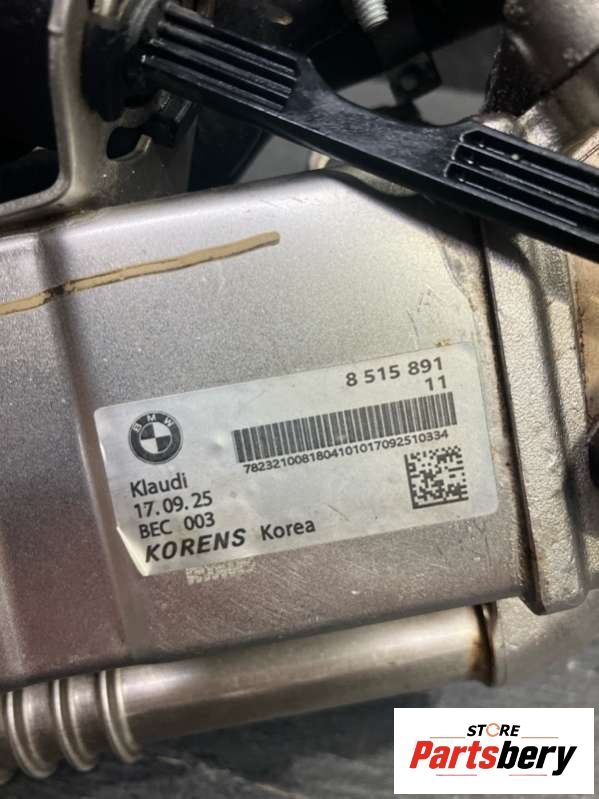 8 515 891
11
BMW
78232100818041010170925103​34
Klaudi
17.09.25
BEC 003
KORENS Korea
STORE
Partsbery